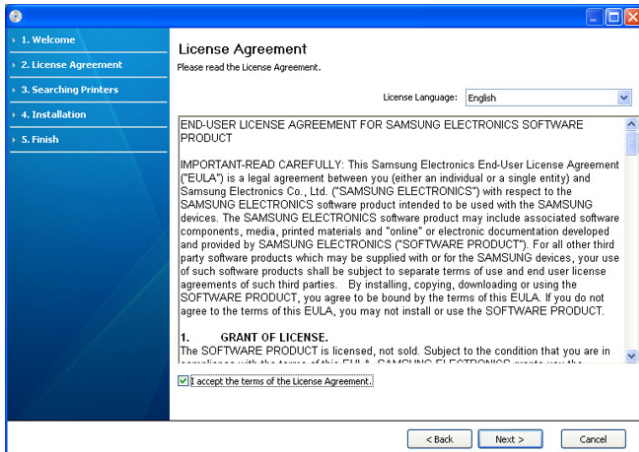 1. Welcome
2. License Agreement
3. Searching Printers
4. Installation
5. Finish
License Agreement
Please read the License Agreement.
License Language: English
END-USER LICENSE AGREEMENT FOR SAMSUNG ELECTRONICS SOFTWARE
PRODUCT
IMPORTANT-READ CAREFULLY: This Samsung Electronics End-User License Agreement
("EULA") is a legal agreement between you (either an individual or a single entity) and
Samsung Electronics Co., Ltd. ("SAMSUNG ELECTRONICS") with respect to the
SAMSUNG ELECTRONICS software product intended to be used with the SAMSUNG
devices. The SAMSUNG ELECTRONICS software product may include associated software
components, media, printed materials and "online" or electronic documentation developed
and provided by SAMSUNG ELECTRONICS ("SOFTWARE PRODUCT"). For all other third
party software products which may be supplied with or for the SAMSUNG devices, your use
of such software products shall be subject to separate terms of use and end user license
agreements of such third parties. By installing, copying, downloading or using the
SOFTWARE PRODUCT, you agree to be bound by the terms of this EULA. If you do not
agree to the terms of this EULA, you may not install or use the SOFTWARE PRODUCT.
1. GRANT OF LICENSE.
The SOFTWARE PRODUCT is licensed, not sold. Subject to the condition that you are in
I accept the terms of the License Agreement.
< Back Next > Cancel